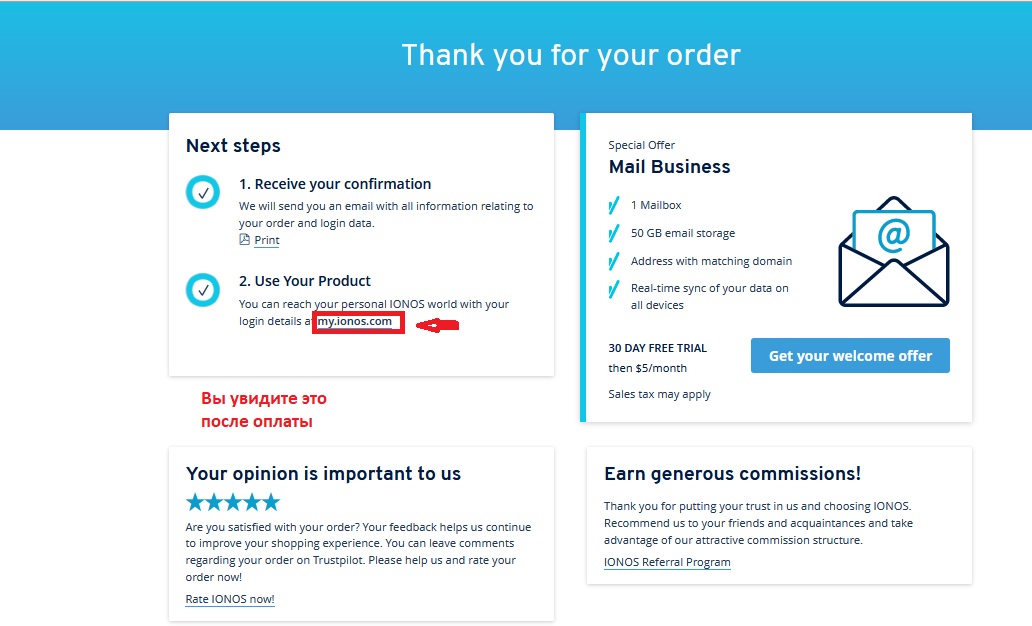 Thank you for your order
Next steps
1. Receive your confirmation
We will send you an email with all information relating to
your order and login data.
Print
2. Use Your Product
You can reach your personal IONOS world with your
login details at my.ionos.com
Вы увидите это
после оплаты
Special Offer
Mail Business
1 Mailbox
50 GB email storage
Address with matching domain
Real-time sync of your data on
all devices
@
30 DAY FREE TRIAL
then $5/month
Sales tax may apply
Get your welcome offer
Your opinion is important to us
Are you satisfied with your order? Your feedback helps us continue
to improve your shopping experience. You can leave comments
regarding your order on Trustpilot. Please help us and rate your
order now!
Rate IONOS now!
Earn generous commissions!
Thank you for putting your trust in us and choosing IONOS.
Recommend us to your friends and acquaintances and take
advantage of our attractive commission structure.
IONOS Referral Program